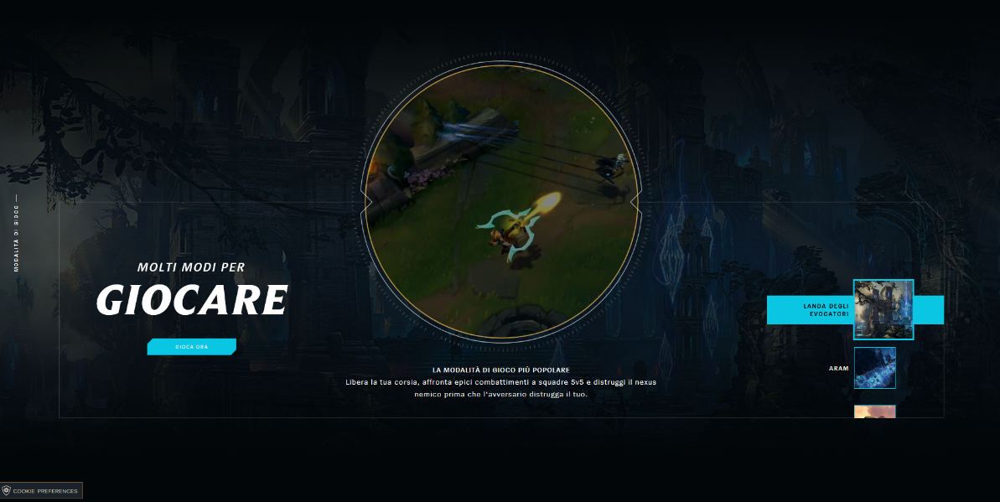 MODALITÀ DI GIOCO
MOLTI MODI PER
GIOCARE
GIOCA ORA
LA MODALITÀ DI GIOCO PIÙ POPOLARE
Libera la tua corsia, affronta epici combattimenti a squadre 5v5 e distruggi il nexus
nemico prima che l'avversario distrugga il tuo.
LANDA DEGLI
EVOCATORI
ARAM
COOKIE PREFERENCES